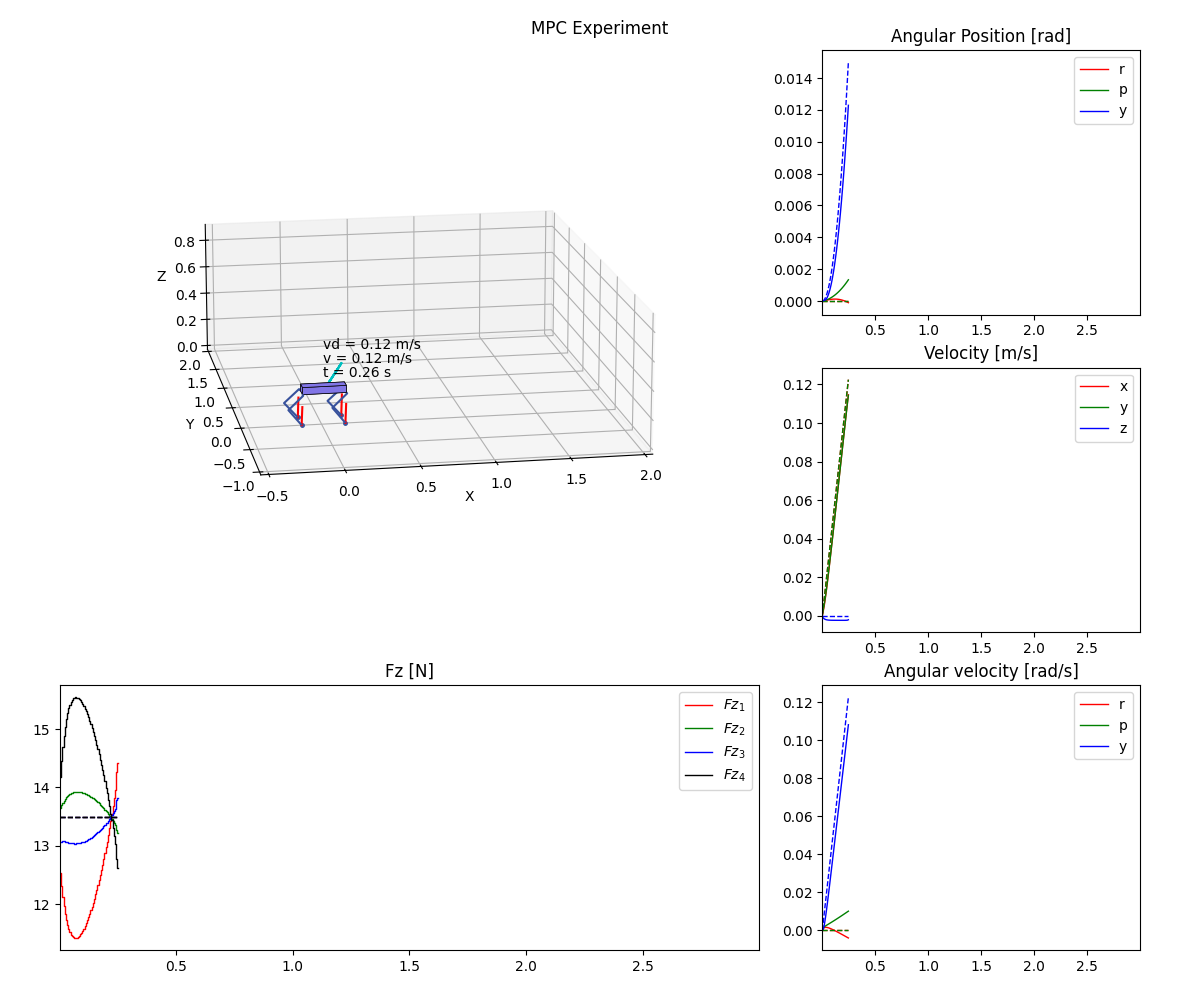 MPC Experiment
0.8
0.6
0.4
0.2
0.0
Z
2.0
1.5
1.0
0.5
0.0
−0.5
−1.0
Y
−0.5
0.0
0.5
1.0
1.5
2.0
X
vd = 0.12 m/s
v = 0.12 m/s
t = 0.26 s
Angular Position [rad]
0.014
0.012
0.010
0.008
0.006
0.004
0.002
0.000
0.5 1.0 1.5 2.0 2.5
r
p
y
Velocity [m/s]
0.12
0.10
0.08
0.06
0.04
0.02
0.00
0.5 1.0 1.5 2.0 2.5
x
y
z
Fz [N]
15
14
13
12
0.5 1.0 1.5 2.0 2.5
Fz1
Fz2
Fz3
Fz4
Angular velocity [rad/s]
0.12
0.10
0.08
0.06
0.04
0.02
0.00
0.5 1.0 1.5 2.0 2.5
r
p
y